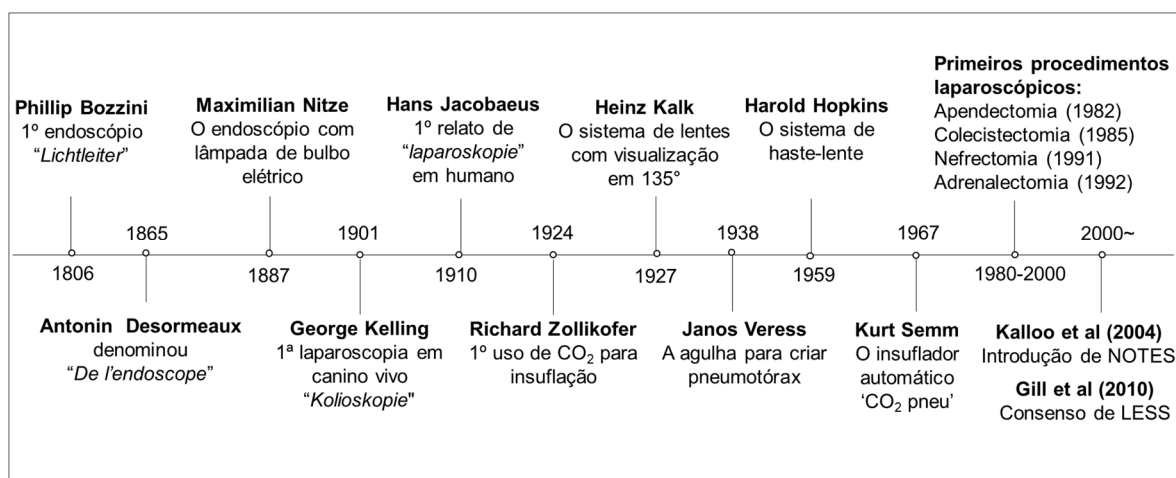 Phillip Bozzini
1º endoscópio
“Lichtleiter”
1806
1865
Antonin Desormeaux
denominou
“De l’endoscope”
Maximilian Nitze
O endoscópio com
lâmpada de bulbo
elétrico
1887
1901
George Kelling
1ª laparoscopia em
canino vivo
“Kolioskopie"
Hans Jacobaeus
1º relato de
“laparoskopie”
em humano
1910
1924
Richard Zollikofer
1º uso de CO₂ para
insuflação
Heinz Kalk
O sistema de lentes
com visualização
em 135°
1927
1938
Janos Veress
A agulha para criar
pneumotórax
Harold Hopkins
O sistema de
haste-lente
1959
1967
Kurt Semm
O insuflador
automático
‘CO₂ pneu’
Primeiros procedimentos
laparoscópicos:
Apendectomia (1982)
Colecistectomia (1985)
Nefrectomia (1991)
Adrenalectomia (1992)
1980-2000
2000~
Kalloo et al (2004)
Introdução de NOTES
Gill et al (2010)
Consenso de LESS